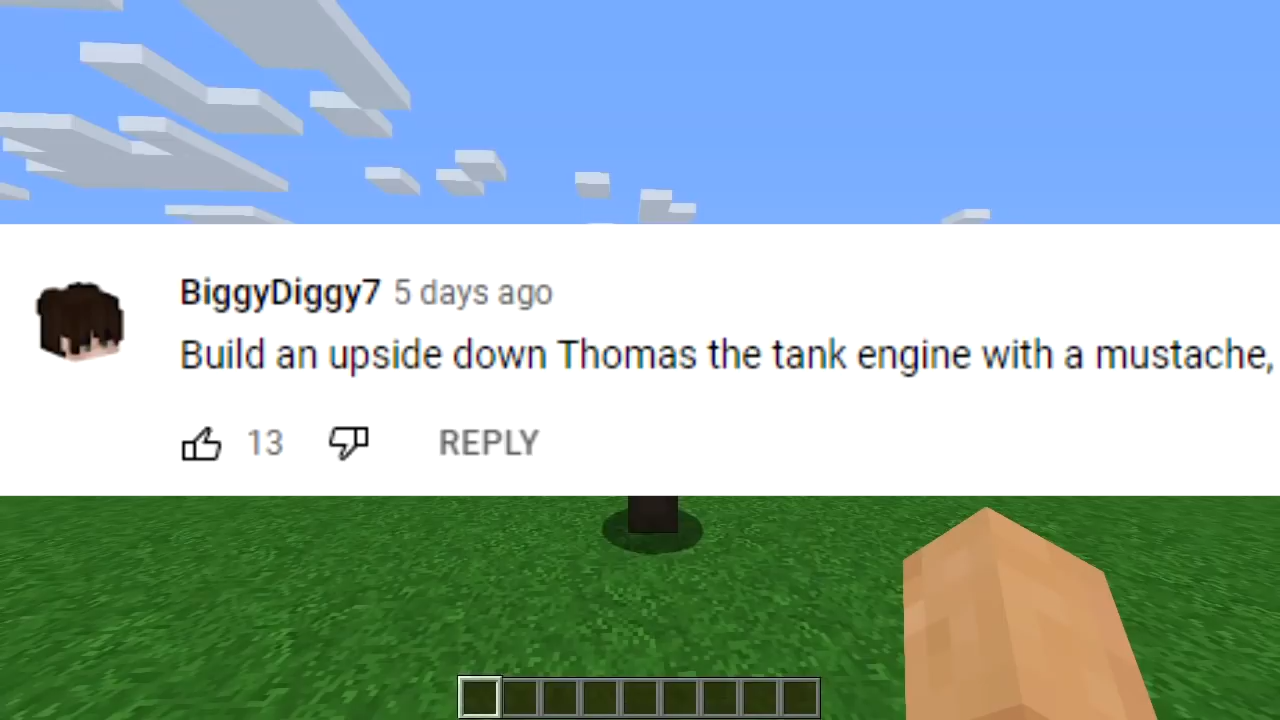 BiggyDiggy7 5 days ago
Build an upside down Thomas the tank engine with a mustache,
13 REPLY